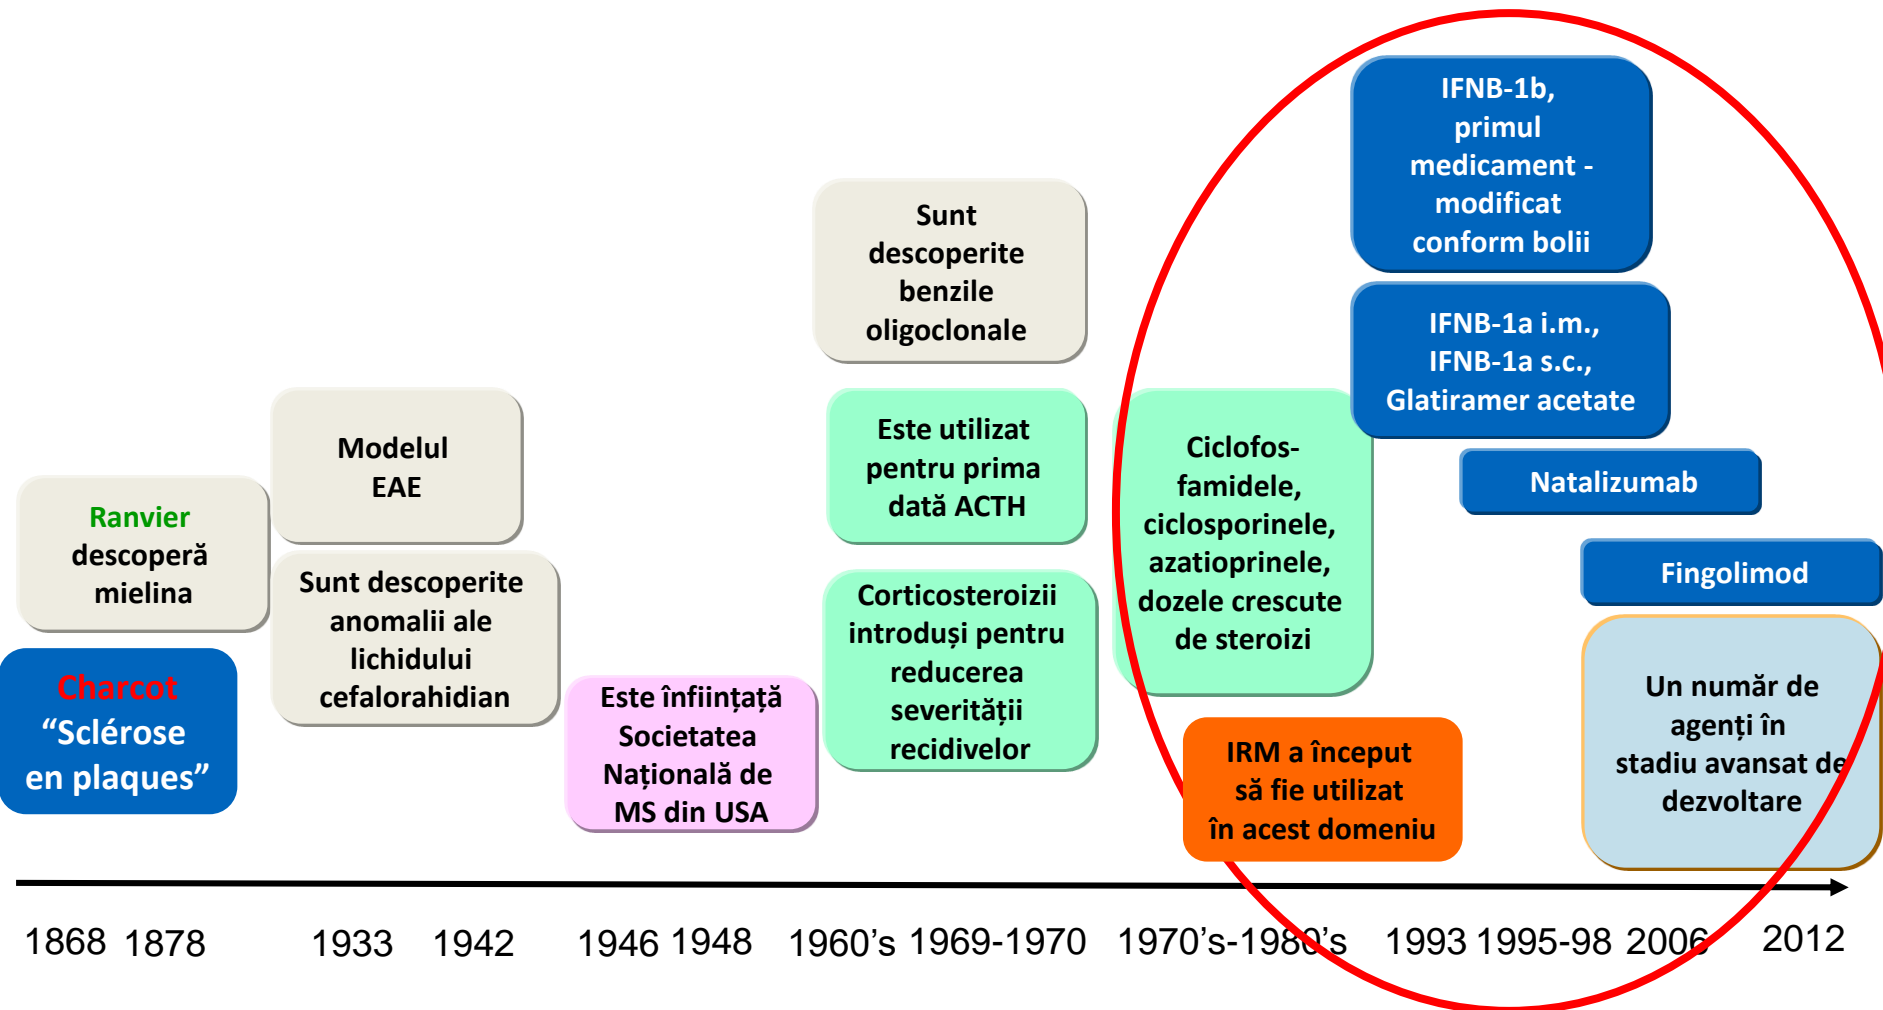 Ranvier
descoperă
mielina
Charcot
“Sclérose
en plaques”
Modelul
EAE
Sunt descoperite
anomalii ale
lichidului
cefalorahidian
Este înființată
Societatea
Națională de
MS din USA
Sunt
descoperite
benzile
oligoclonale
Este utilizat
pentru prima
dată ACTH
Corticosteroizii
introduși pentru
reducerea
severității
recidivelor
Ciclofos-
famidele,
ciclosporinele,
azatioprinele,
dozele crescute
de steroizi
IRM a început
să fie utilizat
în acest domeniu
IFNB-1b,
primul
medicament -
modificat
conform bolii
IFNB-1a i.m.,
IFNB-1a s.c.,
Glatiramer acetate
Natalizumab
Fingolimod
Un număr de
agenți în
stadiu avansat de
dezvoltare
1868 1878 1933 1942 1946 1948 1960’s 1969-1970 1970’s-1980’s 1993 1995-98 2006 2012